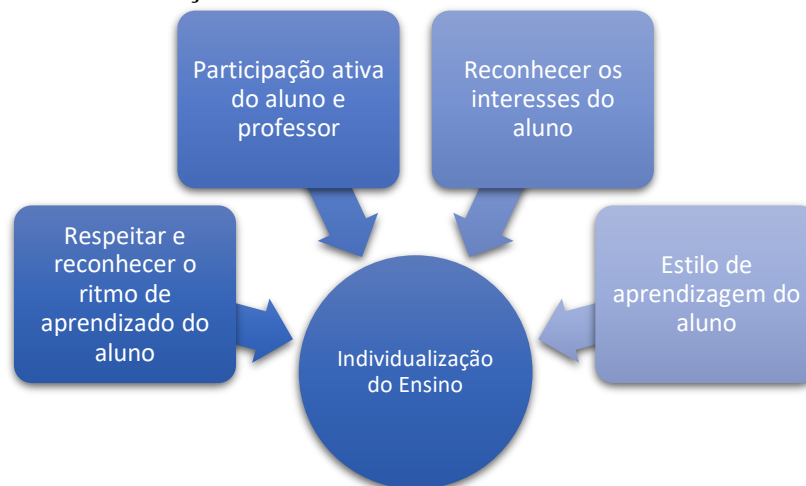 Participação ativa
do aluno e
professor
Reconhecer os
interesses do
aluno
Respeitar e
reconhecer o
ritmo de
aprendizado do
aluno
Estilo de
aprendizagem do
aluno
Individualização
do Ensino